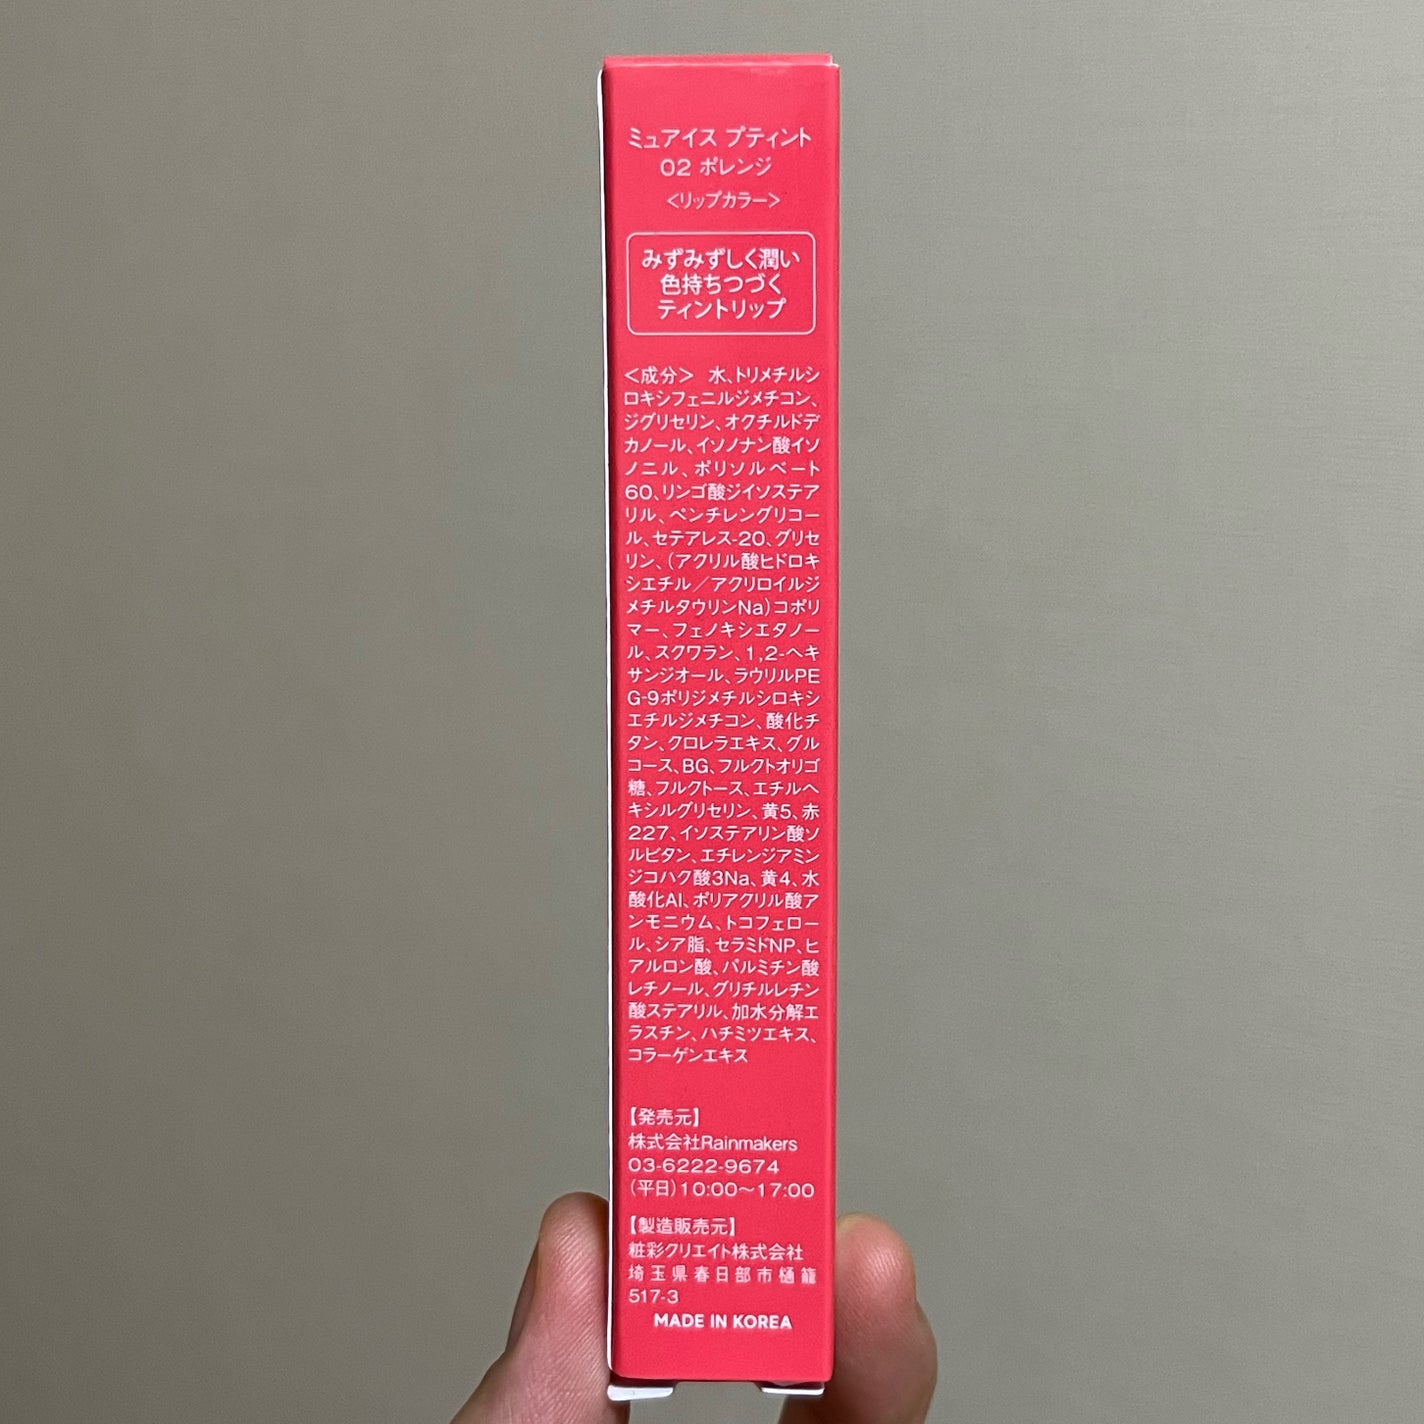 ミュアイス プティント
02 ポレンジ
<リップカラー>
みずみずしく潤い
色持ちつづく
ティントリップ
<成分> 水、トリメチルシ
ロキシフェニルジメチコン、
ジグリセリン、オクチルドデ
カノール、イソノナン酸イソ
ノニル、ポリソルベート
60、リンゴ酸ジイソステア
リル、ペンチレングリコー
ル、セテアレス-20、グリセ
リン、(アクリル酸ヒドロキ
シエチル/アクリロイルジ
メチルタウリンNa)コポリ
マー、フェノキシエタノー
ル、スクワラン、1,2-ヘキ
サンジオール、ラウリルPE
G-9ポリジメチルシロキシ
エチルジメチコン、酸化チ
タン、クロレラエキス、グル
コース、BG、フルクトオリゴ
糖、フルクトース、エチルヘ
キシルグリセリン、黄5、赤
227、イソステアリン酸ソ
ルビタン、エチレンジアミン
ジコハク酸3Na、黄4、水
酸化Al、ポリアクリル酸ア
ンモニウム、トコフェロー
ル、シア脂、セラミドNP、ヒ
アルロン酸、パルミチン酸
レチノール、グリチルレチン
酸ステアリル、加水分解エ
ラスチン、ハチミツエキス、
コラーゲンエキス
【発売元】
株式会社Rainmakers
03-6222-9674
(平日)10:00〜17:00
【製造販売元】
粧彩クリエイト株式会社
埼玉県春日部市樋籠
517-3
MADE IN KOREA